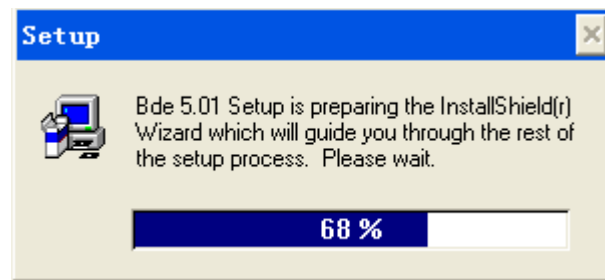 Setup
Bde 5.01 Setup is preparing the InstallShield(r)
Wizard which will guide you through the rest of
the setup process.  Please wait.
68 %